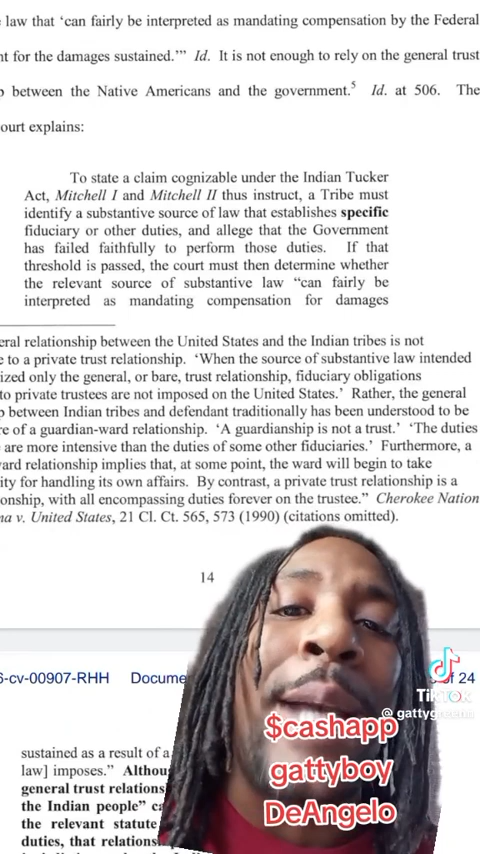 law that ‘can fairly be interpreted as mandating compensation by the Federal
nt for the damages sustained.’” Id. It is not enough to rely on the general trust
p between the Native Americans and the government.5 Id. at 506. The
ourt explains:
To state a claim cognizable under the Indian Tucker
Act, Mitchell I and Mitchell II thus instruct, a Tribe must
identify a substantive source of law that establishes specific
fiduciary or other duties, and allege that the Government
has failed faithfully to perform those duties. If that
threshold is passed, the court must then determine whether
the relevant source of substantive law “can fairly be
interpreted as mandating compensation for damages
eral relationship between the United States and the Indian tribes is not
e to a private trust relationship. ‘When the source of substantive law intended
ized only the general, or bare, trust relationship, fiduciary obligations
to private trustees are not imposed on the United States.’ Rather, the general
p between Indian tribes and defendant traditionally has been understood to be
re of a guardian-ward relationship. ‘A guardianship is not a trust.’ ‘The duties
are more intensive than the duties of some other fiduciaries.’ Furthermore, a
ard relationship implies that, at some point, the ward will begin to take
ity for handling its own affairs. By contrast, a private trust relationship is a
onship, with all encompassing duties forever on the trustee.” Cherokee Nation
na v. United States, 21 Cl. Ct. 565, 573 (1990) (citations omitted).
14
6-cv-00907-RHH Docume
of 24
TikTok
$cashapp
gattyboy
DeAngelo
sustained as a result of a
law] imposes.” Althou
general trust relations
the Indian people” ca
the relevant statute
duties, that relations